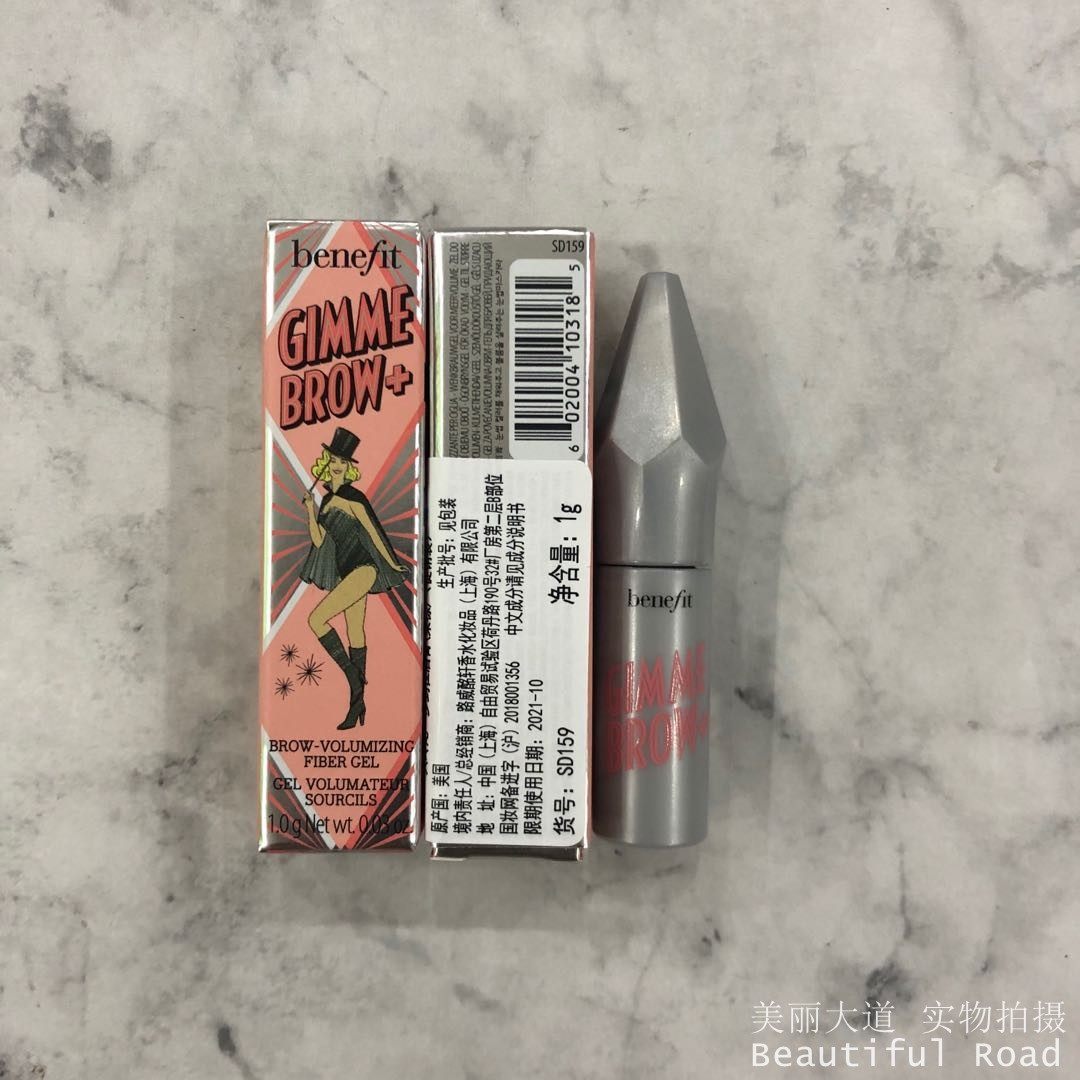 benefit
GIMME
BROW+
BROW-VOLUMIZING
FIBER GEL
GEL VOLUMATEUR
SOURCILS
1.0 g Net wt. 0.03 oz.
SD159
6 02004 10318 5
生产批号：见包装
原产国：美国
境内责任人/总经销商：路威酩轩香水化妆品（上海）有限公司
地 址：中国（上海）自由贸易试验区荷丹路190号32#厂房第二层B部位
国妆网备进字（沪）2018001356 中文成分请见成分说明书
限期使用日期：2021-10
货号：SD159 净含量：1g
benefit
GIMME
BROW+
美丽大道 实物拍摄
Beautiful Road